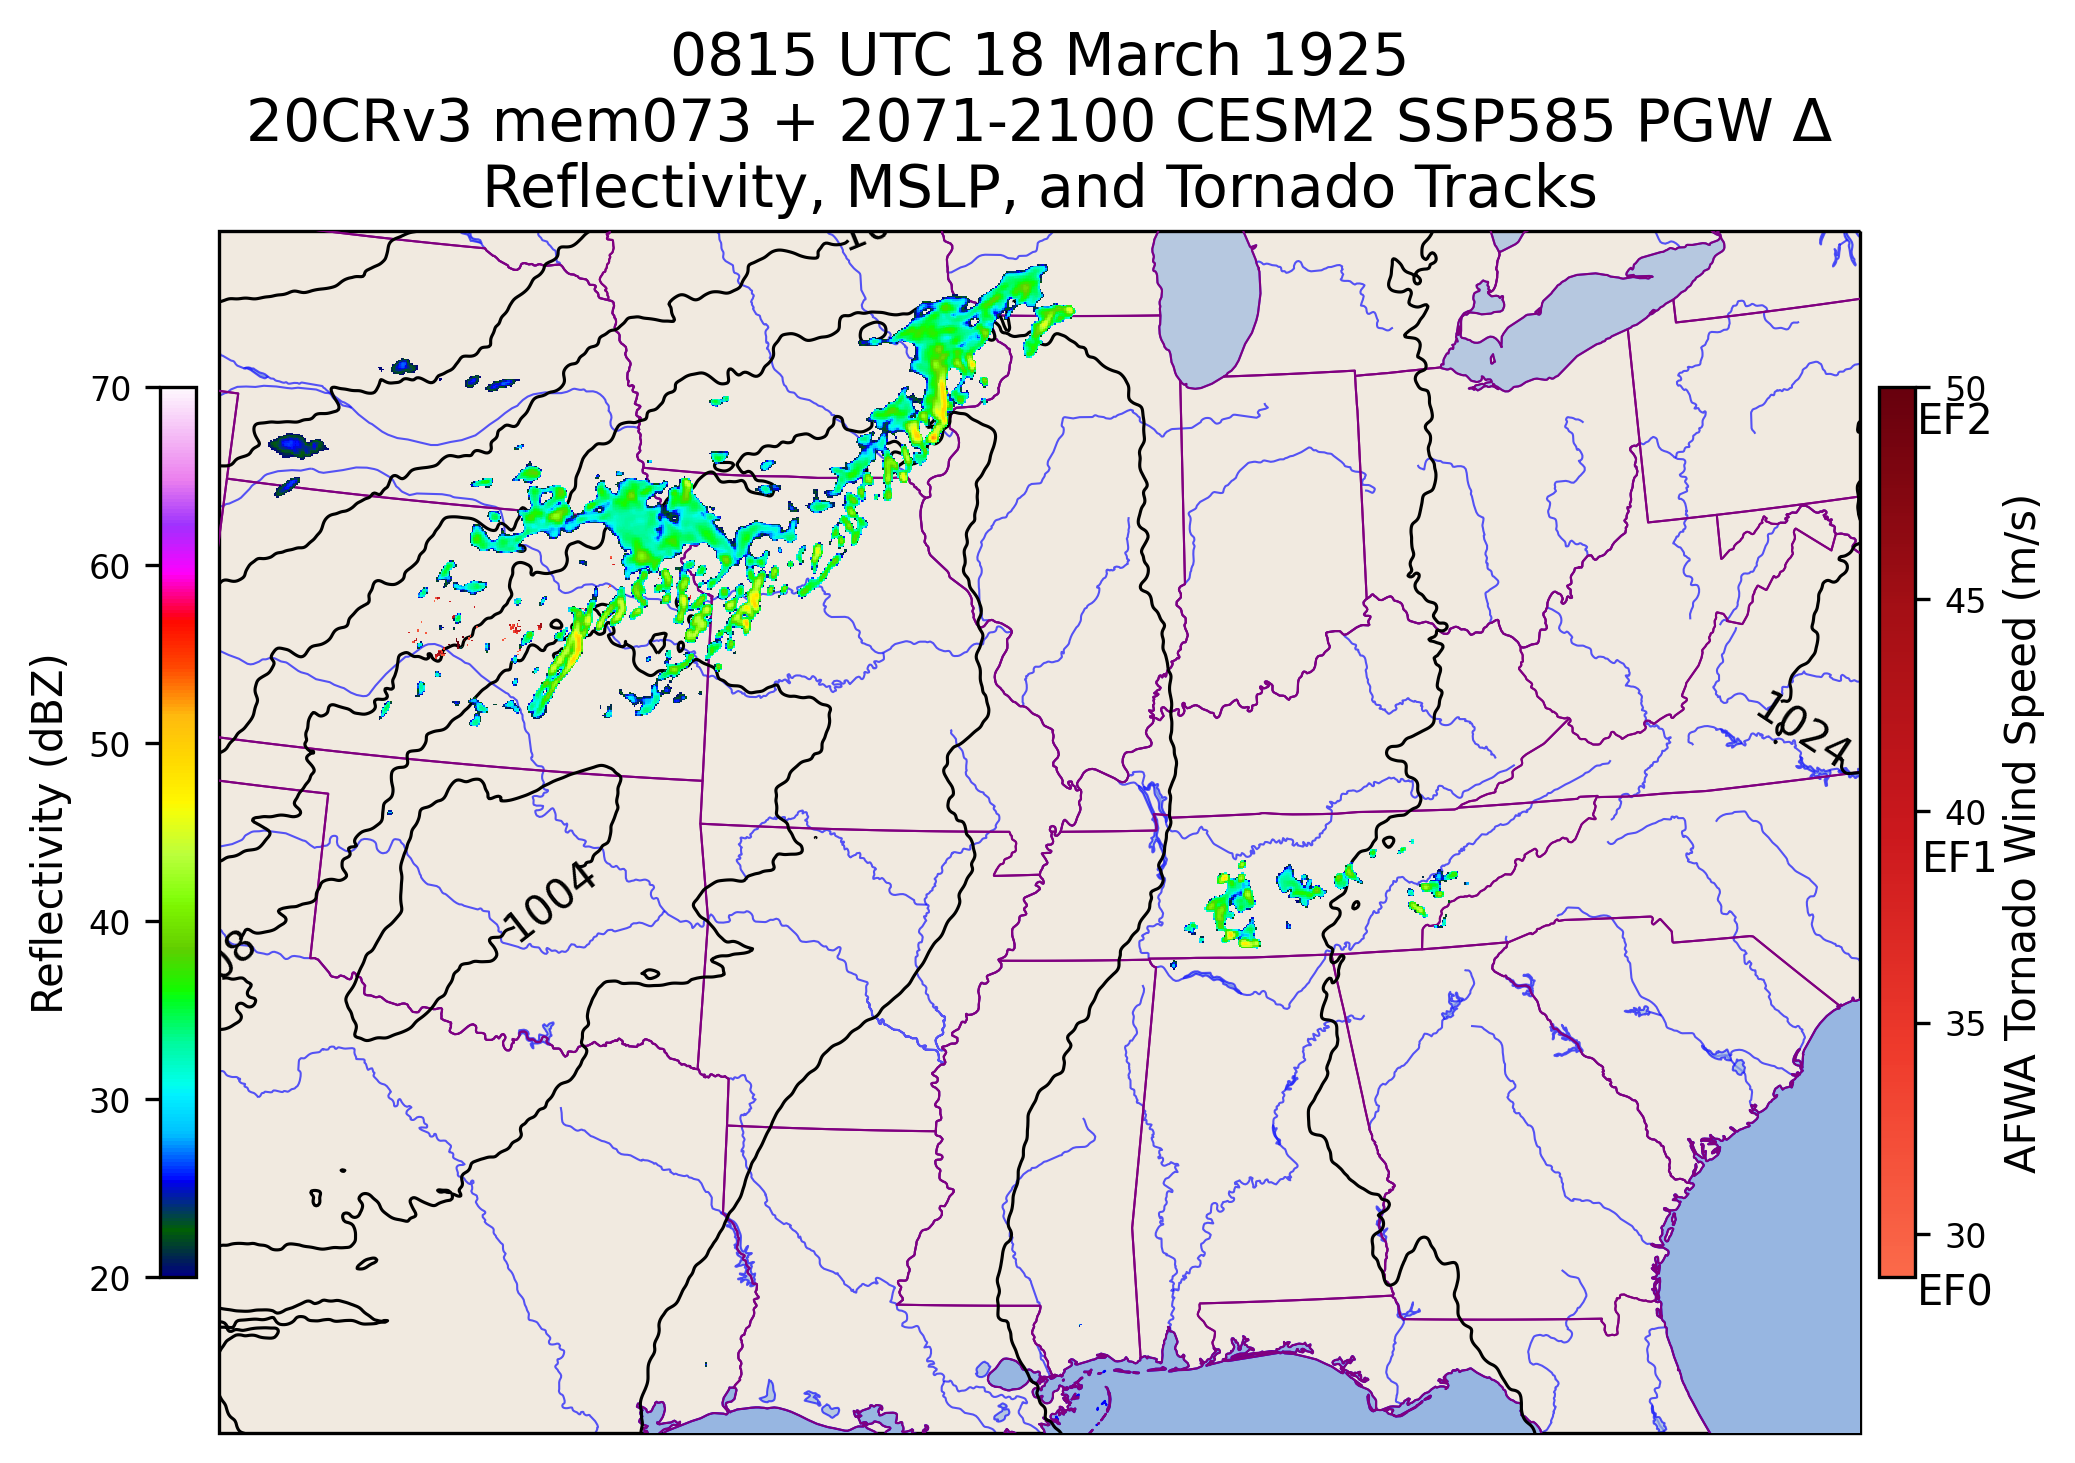 0815 UTC 18 March 1925
20CRv3 mem073 + 2071-2100 CESM2 SSP585 PGW Δ
Reflectivity, MSLP, and Tornado Tracks
70
60
50
40
30
20
Reflectivity (dBZ)
1024
1004
50
EF2
45
40
EF1
35
30
EF0
AFWA Tornado Wind Speed (m/s)